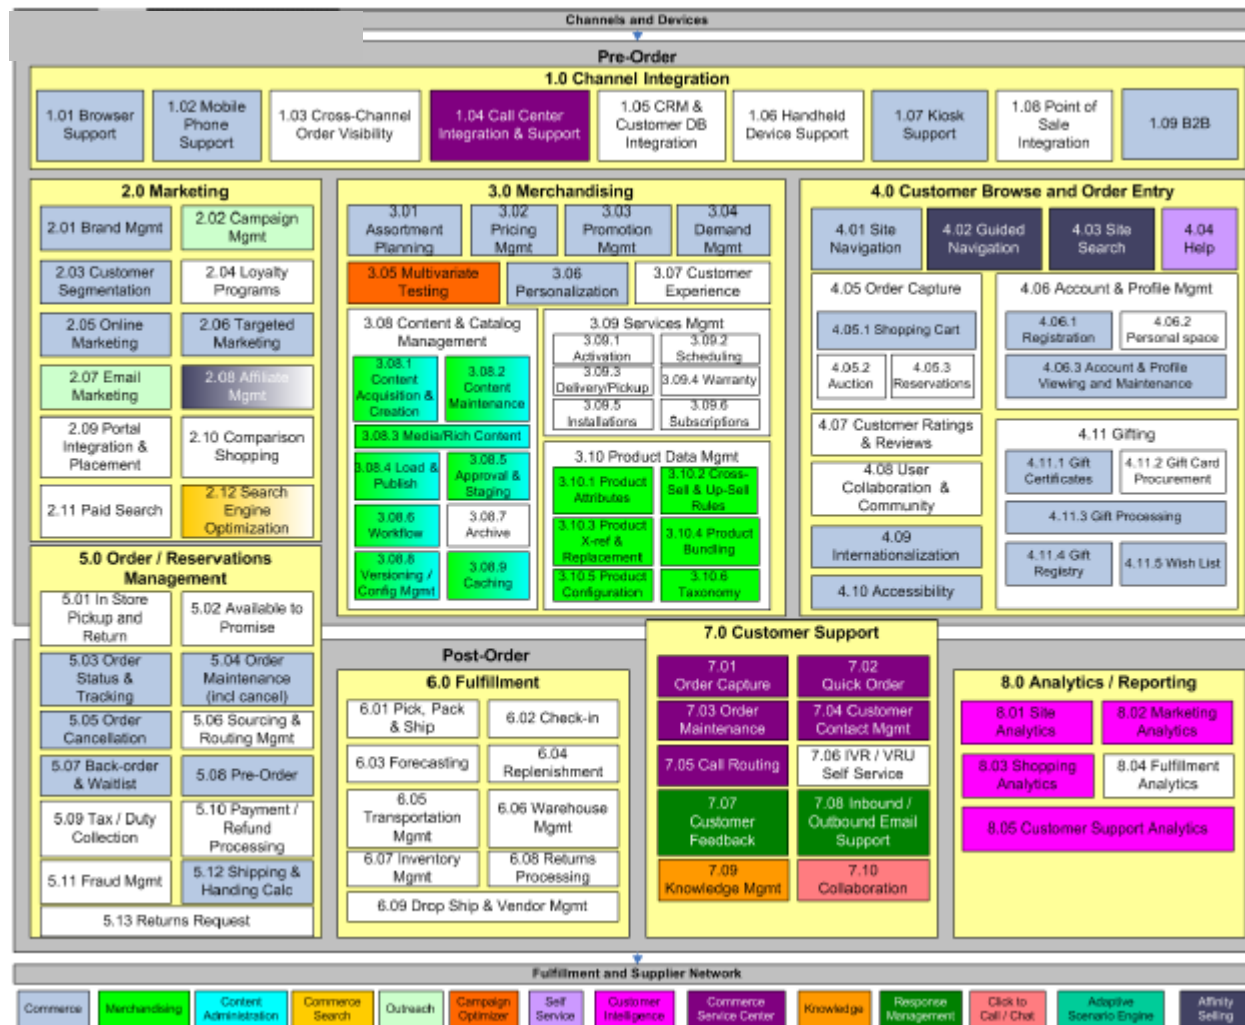 Channels and Devices
Pre-Order
1.0 Channel Integration
1.01 Browser
Support
1.02 Mobile
Phone
Support
1.03 Cross-Channel
Order Visibility
1.04 Call Center
Integration & Support
1.05 CRM &
Customer DB
Integration
1.06 Handheld
Device Support
1.07 Kiosk
Support
1.08 Point of
Sale
Integration
1.09 B2B
2.0 Marketing
2.01 Brand Mgmt
2.02 Campaign
Mgmt
2.03 Customer
Segmentation
2.04 Loyalty
Programs
2.05 Online
Marketing
2.06 Targeted
Marketing
2.07 Email
Marketing
2.08 Affiliate
Mgmt
2.09 Portal
Integration &
Placement
2.10 Comparison
Shopping
2.11 Paid Search
2.12 Search
Engine
Optimization
3.0 Merchandising
3.01
Assortment
Planning
3.02
Pricing
Mgmt
3.03
Promotion
Mgmt
3.04
Demand
Mgmt
3.05 Multivariate
Testing
3.06
Personalization
3.07 Customer
Experience
3.08 Content & Catalog
Management
3.08.1
Content
Acquisition &
Creation
3.08.2
Content
Maintenance
3.08.3 Media/Rich Content
3.08.4 Load &
Publish
3.08.5
Approval &
Staging
3.08.6
Workflow
3.08.7
Archive
3.08.8
Versioning /
Config Mgmt
3.08.9
Caching
3.09 Services Mgmt
3.09.1
Activation
3.09.2
Scheduling
3.09.3
Delivery/Pickup
3.09.4 Warranty
3.09.5
Installations
3.09.6
Subscriptions
3.10 Product Data Mgmt
3.10.1 Product
Attributes
3.10.2 Cross-
Sell & Up-Sell
Rules
3.10.3 Product
X-ref &
Replacement
3.10.4 Product
Bundling
3.10.5 Product
Configuration
3.10.6
Taxonomy
4.0 Customer Browse and Order Entry
4.01 Site
Navigation
4.02 Guided
Navigation
4.03 Site
Search
4.04
Help
4.05 Order Capture
4.05.1 Shopping Cart
4.05.2
Auction
4.05.3
Reservations
4.06 Account & Profile Mgmt
4.06.1
Registration
4.06.2
Personal space
4.06.3 Account & Profile
Viewing and Maintenance
4.07 Customer Ratings
& Reviews
4.08 User
Collaboration &
Community
4.09
Internationalization
4.10 Accessibility
4.11 Gifting
4.11.1 Gift
Certificates
4.11.2 Gift Card
Procurement
4.11.3 Gift Processing
4.11.4 Gift
Registry
4.11.5 Wish List
5.0 Order / Reservations
Management
5.01 In Store
Pickup and
Return
5.02 Available to
Promise
5.03 Order
Status &
Tracking
5.04 Order
Maintenance
(incl cancel)
5.05 Order
Cancellation
5.06 Sourcing &
Routing Mgmt
5.07 Back-order
& Waitlist
5.08 Pre-Order
5.09 Tax / Duty
Collection
5.10 Payment /
Refund
Processing
5.11 Fraud Mgmt
5.12 Shipping &
Handing Calc
5.13 Returns Request
Post-Order
6.0 Fulfillment
6.01 Pick, Pack
& Ship
6.02 Check-in
6.03 Forecasting
6.04
Replenishment
6.05
Transportation
Mgmt
6.06 Warehouse
Mgmt
6.07 Inventory
Mgmt
6.08 Returns
Processing
6.09 Drop Ship & Vendor Mgmt
7.0 Customer Support
7.01
Order Capture
7.02
Quick Order
7.03 Order
Maintenance
7.04 Customer
Contact Mgmt
7.05 Call Routing
7.06 IVR / VRU
Self Service
7.07
Customer
Feedback
7.08 Inbound /
Outbound Email
Support
7.09
Knowledge Mgmt
7.10
Collaboration
8.0 Analytics / Reporting
8.01 Site
Analytics
8.02 Marketing
Analytics
8.03 Shopping
Analytics
8.04 Fulfillment
Analytics
8.05 Customer Support Analytics
Fulfillment and Supplier Network
Commerce
Merchandising
Content
Administration
Commerce
Search
Outreach
Campaign
Optimizer
Self
Service
Customer
Intelligence
Commerce
Service Center
Knowledge
Response
Management
Click to
Call / Chat
Adaptive
Scenario Engine
Affinity
Selling